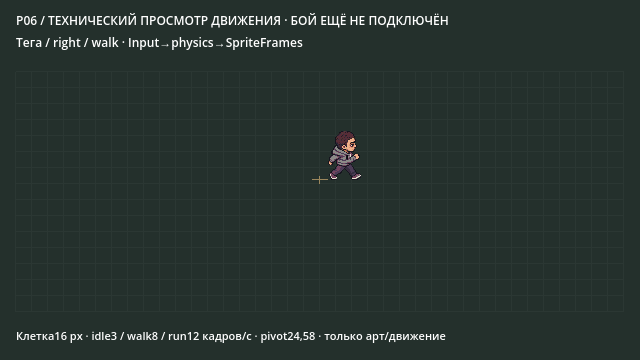 P06 / ТЕХНИЧЕСКИЙ ПРОСМОТР ДВИЖЕНИЯ · БОЙ ЕЩЁ НЕ ПОДКЛЮЧЁН
Тега / right / walk · Input→physics→SpriteFrames
Клетка16 px · idle3 / walk8 / run12 кадров/с · pivot24,58 · только арт/движение